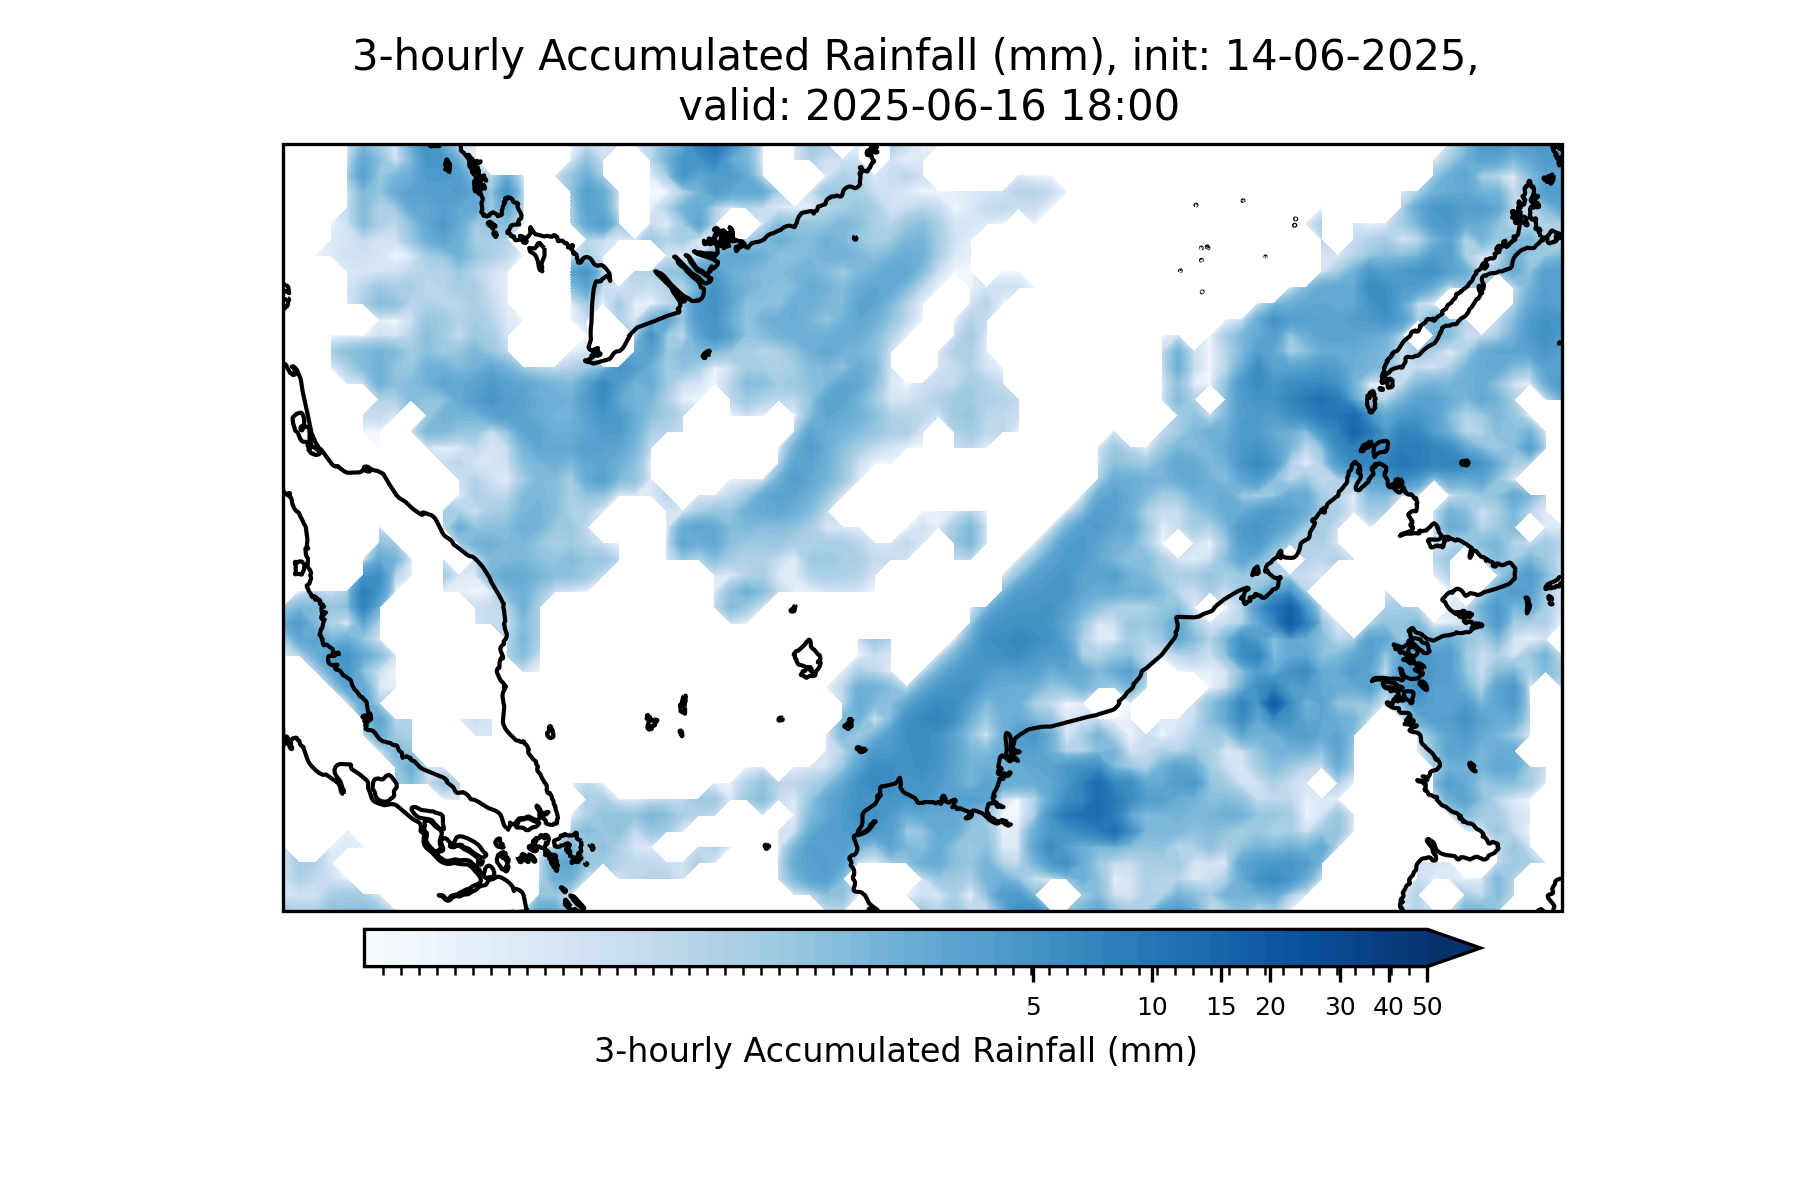 3-hourly Accumulated Rainfall (mm), init: 14-06-2025,
valid: 2025-06-16 18:00
5 10 15 20 30 40 50
3-hourly Accumulated Rainfall (mm)